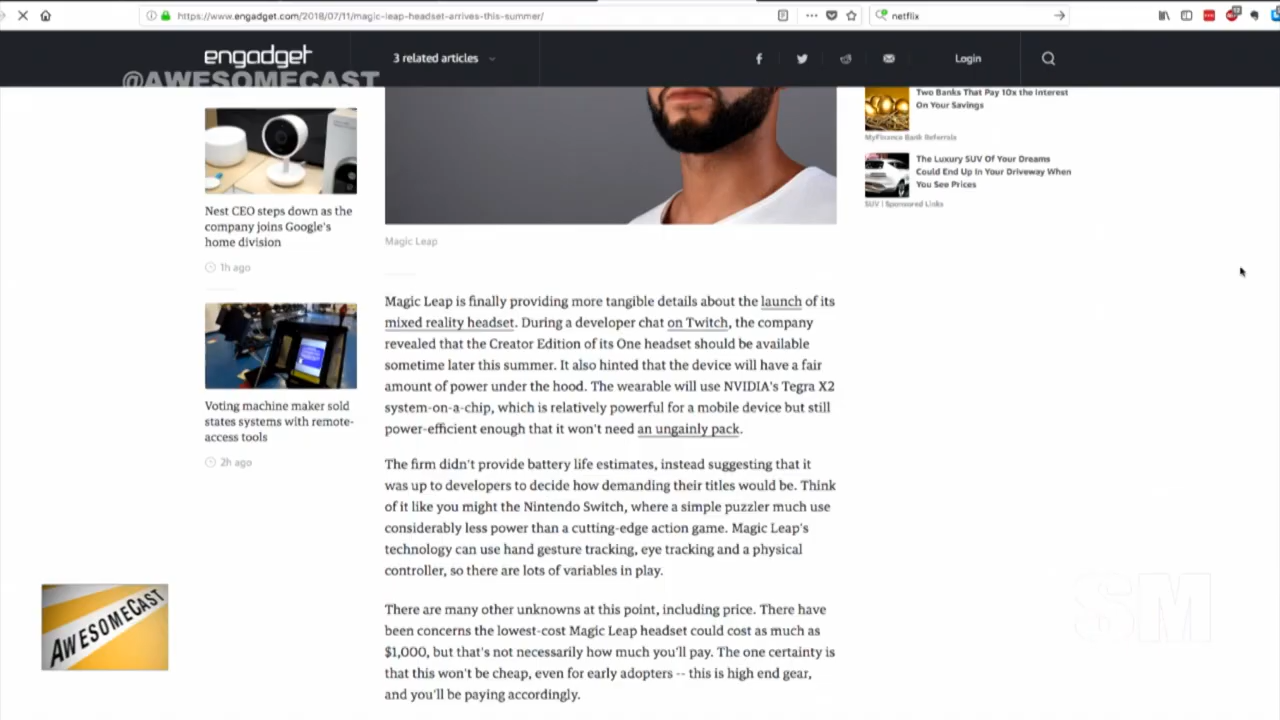 https://www.engadget.com/2018/07/11/magic-leap-headset-arrives-this-summer/
netflix
engadget
3 related articles
Login
@AWESOMECAST
Two Banks That Pay 10x the Interest
On Your Savings
MyFinance Bank Referrals
The Luxury SUV Of Your Dreams
Could End Up In Your Driveway When
You See Prices
SUV | Sponsored Links
Nest CEO steps down as the
company joins Google's
home division
1h ago
Voting machine maker sold
states systems with remote-
access tools
2h ago
Magic Leap
Magic Leap is finally providing more tangible details about the launch of its
mixed reality headset. During a developer chat on Twitch, the company
revealed that the Creator Edition of its One headset should be available
sometime later this summer. It also hinted that the device will have a fair
amount of power under the hood. The wearable will use NVIDIA's Tegra X2
system-on-a-chip, which is relatively powerful for a mobile device but still
power-efficient enough that it won't need an ungainly pack.
The firm didn't provide battery life estimates, instead suggesting that it
was up to developers to decide how demanding their titles would be. Think
of it like you might the Nintendo Switch, where a simple puzzler much use
considerably less power than a cutting-edge action game. Magic Leap's
technology can use hand gesture tracking, eye tracking and a physical
controller, so there are lots of variables in play.
There are many other unknowns at this point, including price. There have
been concerns the lowest-cost Magic Leap headset could cost as much as
$1,000, but that's not necessarily how much you'll pay. The one certainty is
that this won't be cheap, even for early adopters -- this is high end gear,
and you'll be paying accordingly.
AWESOMECAST
SM